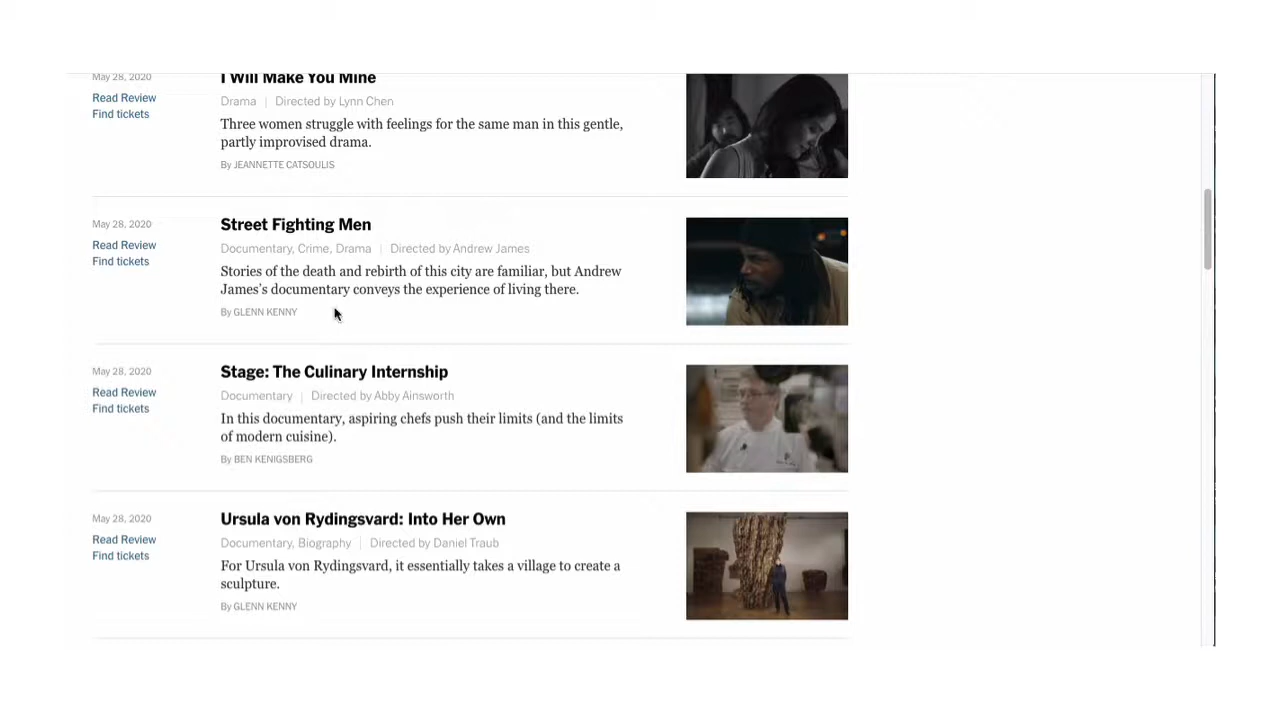 May 28, 2020
I Will Make You Mine
Read Review
Find tickets
Drama | Directed by Lynn Chen
Three women struggle with feelings for the same man in this gentle,
partly improvised drama.
By JEANNETTE CATSOULIS
May 28, 2020
Street Fighting Men
Read Review
Find tickets
Documentary, Crime, Drama | Directed by Andrew James
Stories of the death and rebirth of this city are familiar, but Andrew
James's documentary conveys the experience of living there.
By GLENN KENNY
May 28, 2020
Stage: The Culinary Internship
Read Review
Find tickets
Documentary | Directed by Abby Ainsworth
In this documentary, aspiring chefs push their limits (and the limits
of modern cuisine).
By BEN KENIGSBERG
May 28, 2020
Ursula von Rydingsvard: Into Her Own
Read Review
Find tickets
Documentary, Biography | Directed by Daniel Traub
For Ursula von Rydingsvard, it essentially takes a village to create a
sculpture.
By GLENN KENNY